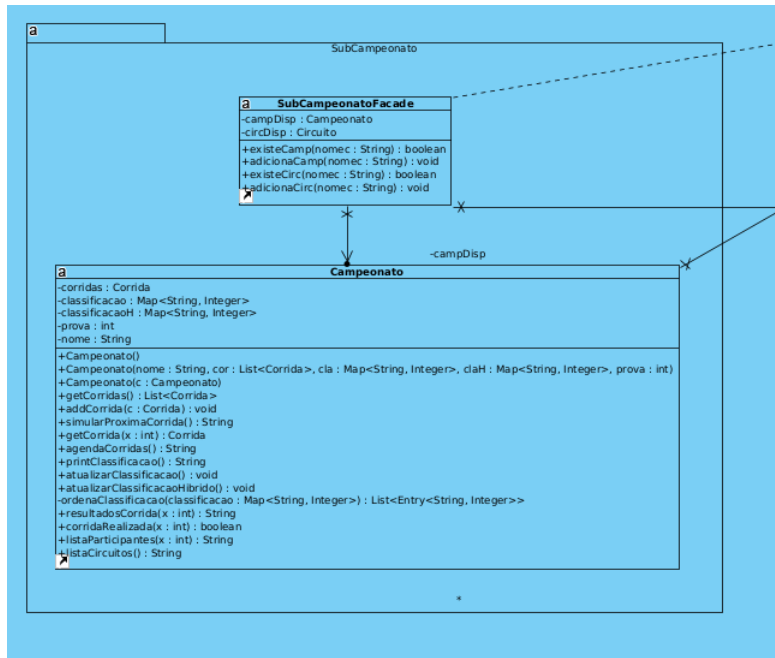 a
SubCampeonato
a SubCampeonatoFacade
-campDisp : Campeonato
-circDisp : Circuito
+existeCamp(nomec : String) : boolean
+adicionaCamp(nomec : String) : void
+existeCirc(nomec : String) : boolean
+adicionaCirc(nomec : String) : void
-campDisp
a Campeonato
-corridas : Corrida
-classificacao : Map<String, Integer>
-classificacaoH : Map<String, Integer>
-prova : int
-nome : String
+Campeonato()
+Campeonato(nome : String, cor : List<Corrida>, cla : Map<String, Integer>, claH : Map<String, Integer>, prova : int)
+Campeonato(c : Campeonato)
+getCorridas() : List<Corrida>
+addCorrida(c : Corrida) : void
+simularProximaCorrida() : String
+getCorrida(x : int) : Corrida
+agendaCorridas() : String
+printClassificacao() : String
+atualizarClassificacao() : void
+atualizarClassificacaoHibrido() : void
-ordenaClassificacao(classificacao : Map<String, Integer>) : List<Entry<String, Integer>>
+resultadosCorrida(x : int) : String
+corridaRealizada(x : int) : boolean
+listaParticipantes(x : int) : String
+listaCircuitos() : String
*